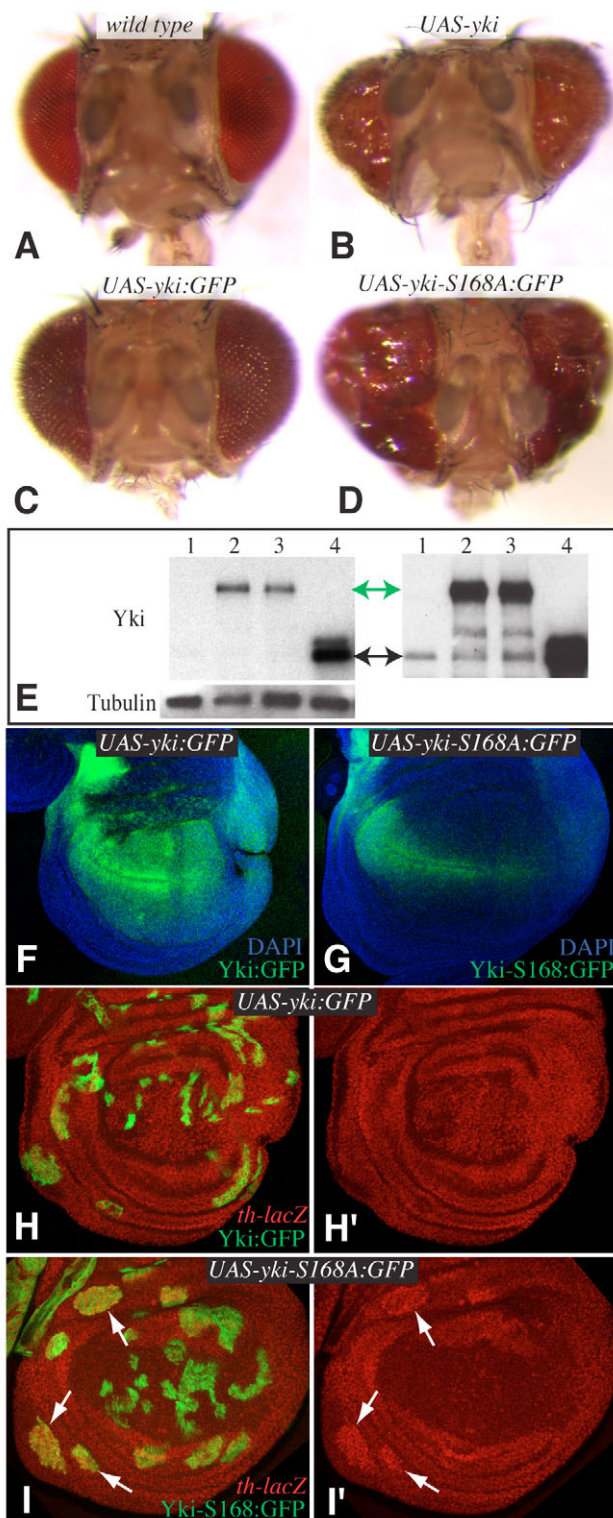 wild type
UAS-yki
A
B
UAS-yki:GFP
UAS-yki-S168A:GFP
C
D
1 2 3 4 1 2 3 4
Yki
E
Tubulin
UAS-yki:GFP
UAS-yki-S168A:GFP
DAPI
Yki:GFP
F
DAPI
Yki-S168:GFP
G
UAS-yki:GFP
th-lacZ
Yki:GFP
H
H'
UAS-yki-S168A:GFP
th-lacZ
Yki-S168:GFP
I
I'